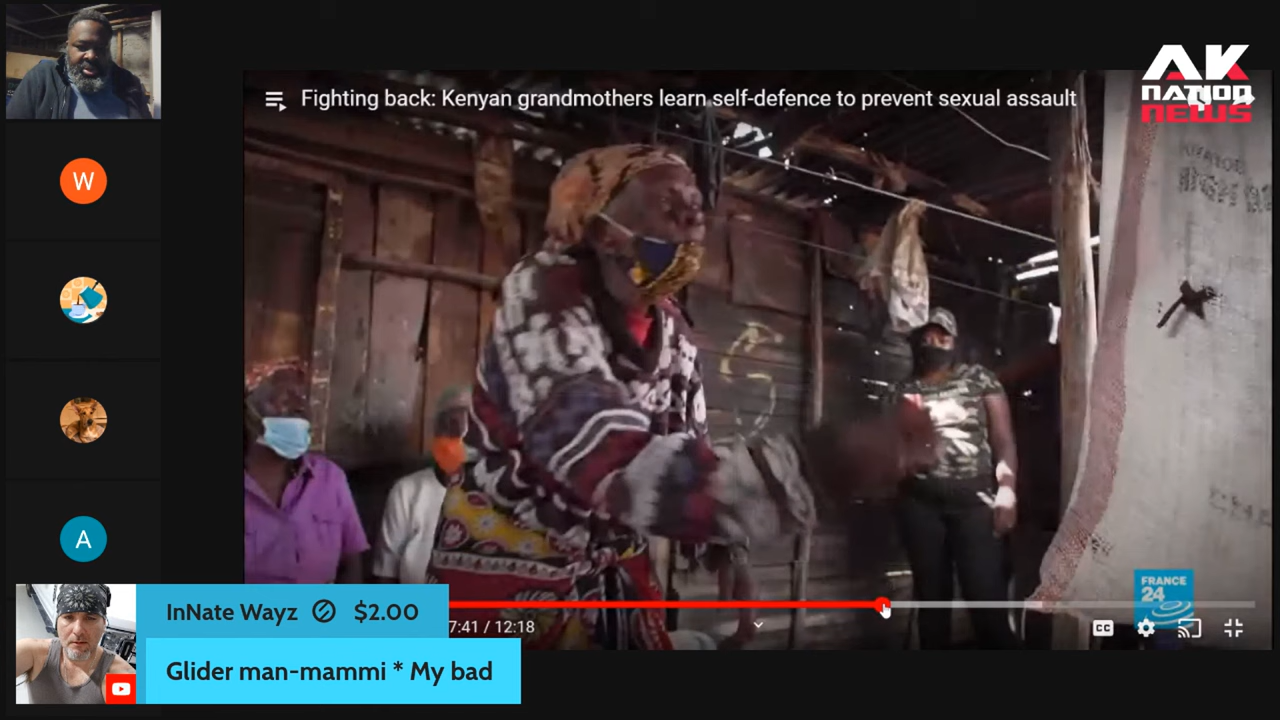 AK
NATION
NEWS
Fighting back: Kenyan grandmothers learn self-defence to prevent sexual assault
W
A
FRANCE
24
InNate Wayz $2.00
7:41 / 12:18
CC
Glider man-mammi * My bad